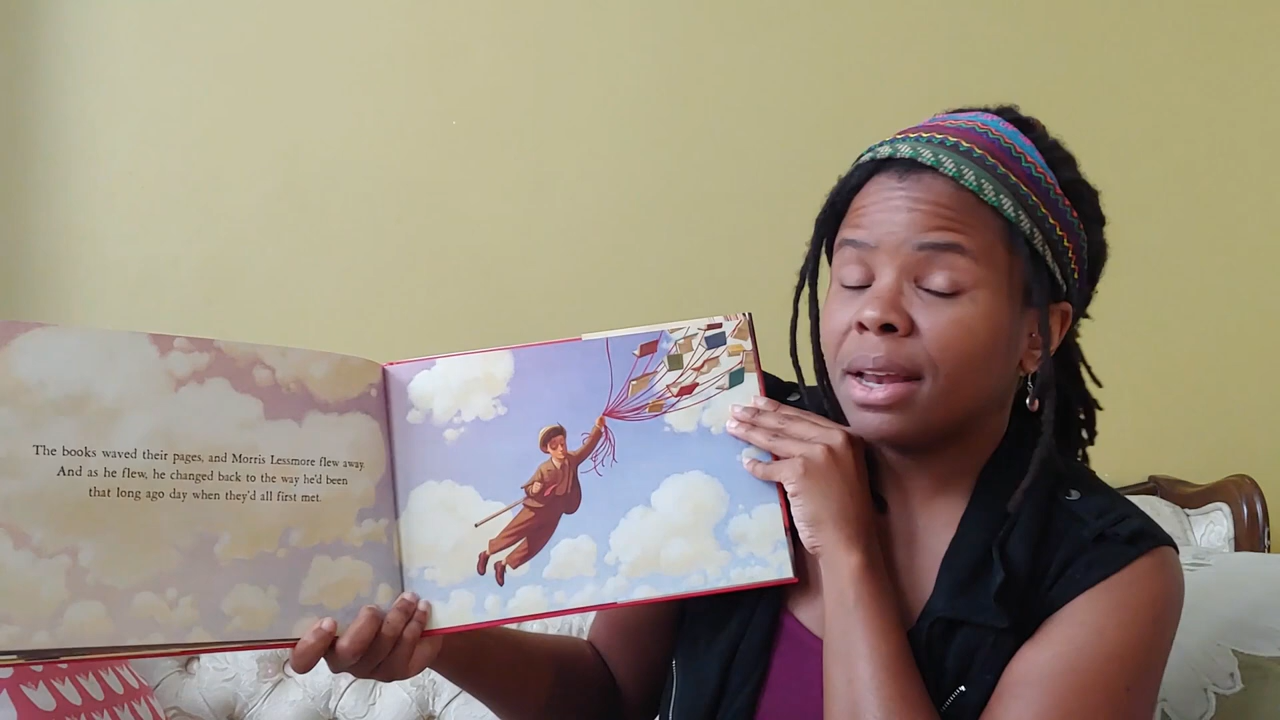 The books waved their pages, and Morris Lessmore flew away.
And as he flew, he changed back to the way he'd been
that long ago day when they'd all first met.